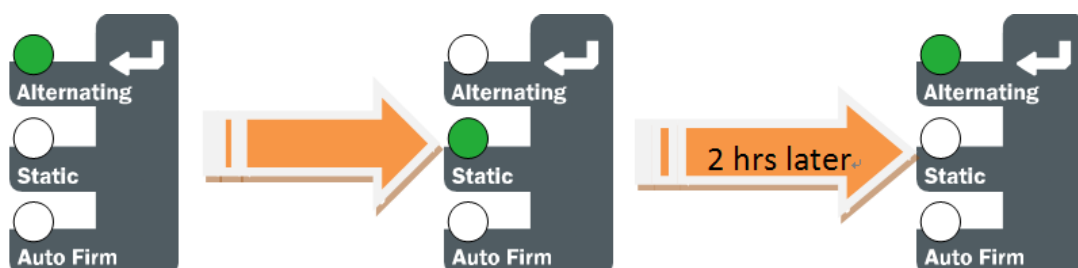 Alternating
Static
Auto Firm
Alternating
Static
Auto Firm
2 hrs later
Alternating
Static
Auto Firm